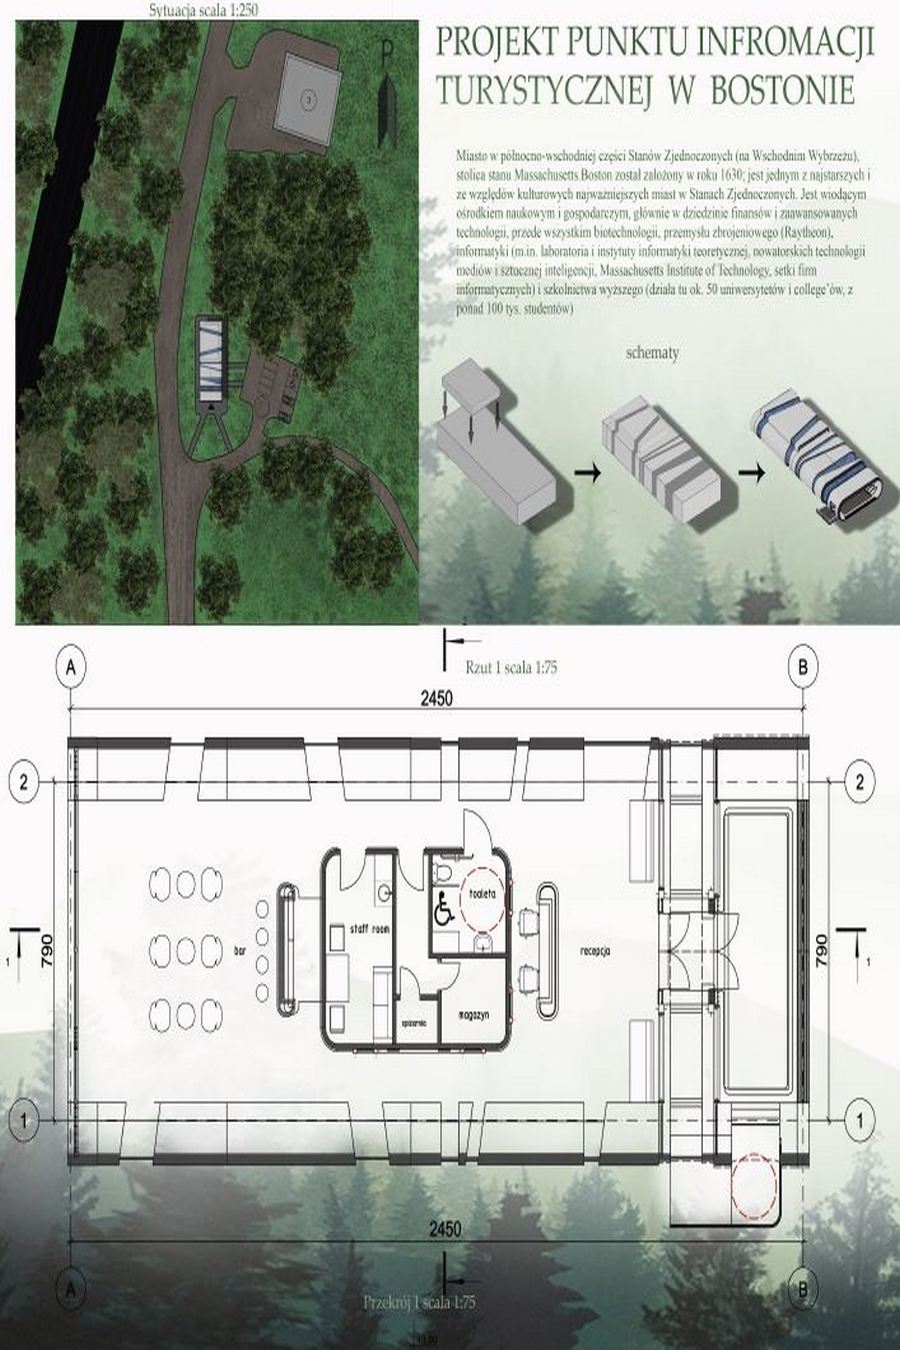 Sytuacja scala 1:250
P
PROJEKT PUNKTU INFROMACJI
TURYSTYCZNEJ W BOSTONIE
Miasto w północno-wschodniej części Stanów Zjednoczonych (na Wschodnim Wybrzeżu),
stolica stanu Massachusetts.Boston został założony w roku 1630; jest jednym z najstarszych i
ze względów kulturowych najważniejszych miast w Stanach Zjednoczonych. Jest wiodącym
ośrodkiem naukowym i gospodarczym, głównie w dziedzinie finansów i zaawansowanych
technologii, przede wszystkim biotechnologii, przemysłu zbrojeniowego (Raytheon),
informatyki (m.in. laboratoria i instytuty informatyki teoretycznej, nowatorskich technologii
mediów i sztucznej inteligencji, Massachusetts Institute of Technology, setki firm
informatycznych) i szkolnictwa wyższego (działa tu ok. 50 uniwersytetów i college'ów, z
ponad 100 tys. studentów)
schematy
Rzut 1 scala 1:75
A
B
2450
2
2
toaleta
staff room
bar
recepcja
790
790
1
1
magazyn
spiżarnia
1
1
2450
A
B
Przekrój 1 scala 1:75